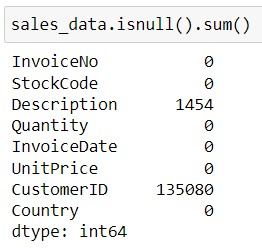 sales_data.isnull().sum()
InvoiceNo 0
StockCode 0
Description 1454
Quantity 0
InvoiceDate 0
UnitPrice 0
CustomerID 135080
Country 0
dtype: int64